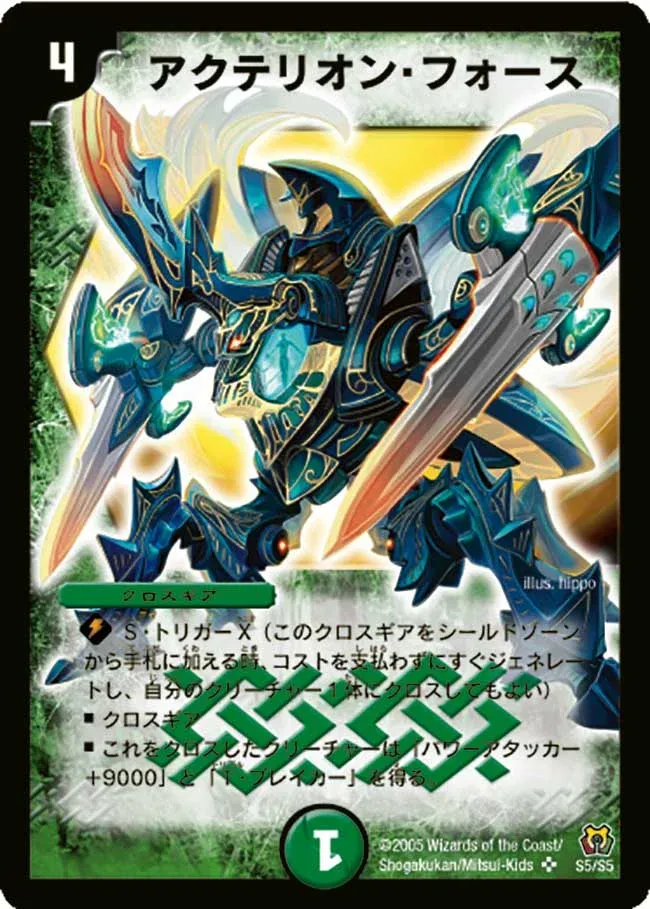 4
アクテリオン・フォース
illus. hippo
クロスギア
S・トリガーX（このクロスギアをシールドゾーン
から手札に加える時、コストを支払わずにすぐジェネレー
トし、自分のクリーチャー1体にクロスしてもよい）
■ クロスギア
■ これをクロスしたクリーチャーは「パワーアタッカー
+9000」と「T・ブレイカー」を得る。
1
©2005 Wizards of the Coast/
Shogakukan/Mitsui-Kids
S5/S5